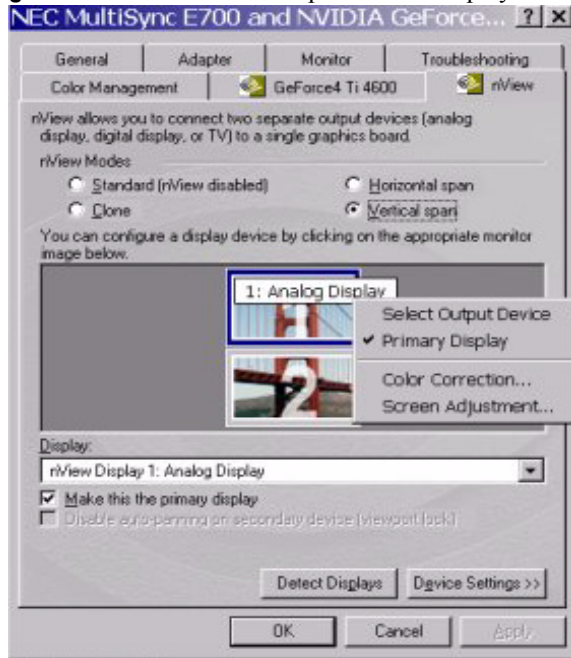 NEC MultiSync E700 and NVIDIA GeForce...
General Adapter Monitor Troubleshooting
Color Management GeForce4 Ti 4600 nView
nView allows you to connect two separate output devices (analog
display, digital display, or TV) to a single graphics board.
nView Modes
Standard (nView disabled) Horizontal span
Clone Vertical span
You can configure a display device by clicking on the appropriate monitor
image below.
1: Analog Display
1
Select Output Device
Primary Display
2
Color Correction...
Screen Adjustment...
Display:
nView Display 1: Analog Display
Make this the primary display
Disable auto-panning on secondary device (viewport lock)
Detect Displays Device Settings >>
OK Cancel Apply